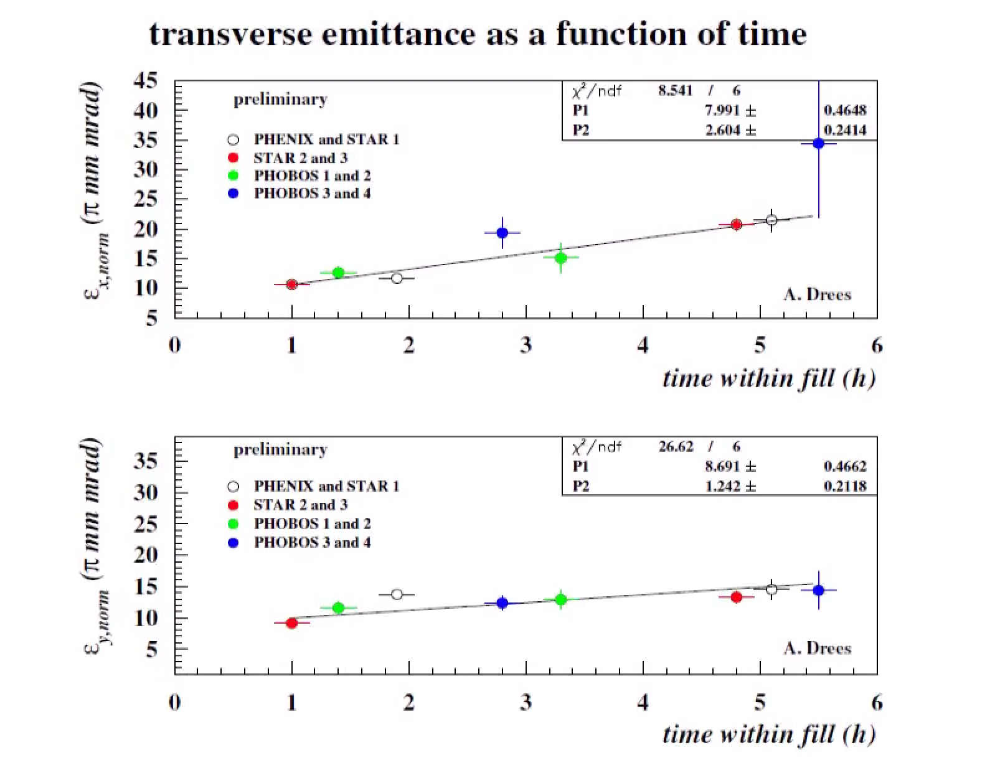 transverse emittance as a function of time
εx,norm (π mm mrad)
45
40
35
30
25
20
15
10
5
preliminary
PHENIX and STAR 1
STAR 2 and 3
PHOBOS 1 and 2
PHOBOS 3 and 4
χ²/ndf 8.541 / 6
P1 7.991 ± 0.4648
P2 2.604 ± 0.2414
A. Drees
0 1 2 3 4 5 6
time within fill (h)
εy,norm (π mm mrad)
35
30
25
20
15
10
5
preliminary
PHENIX and STAR 1
STAR 2 and 3
PHOBOS 1 and 2
PHOBOS 3 and 4
χ²/ndf 26.62 / 6
P1 8.691 ± 0.4662
P2 1.242 ± 0.2118
A. Drees
0 1 2 3 4 5 6
time within fill (h)